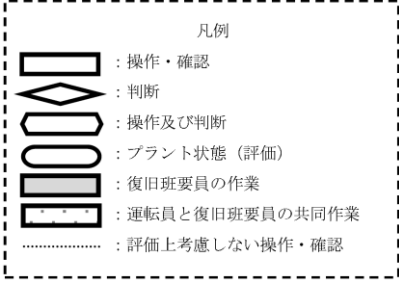 凡例
：操作・確認
：判断
：操作及び判断
：プラント状態（評価）
：復旧班要員の作業
：運転員と復旧班要員の共同作業
：評価上考慮しない操作・確認